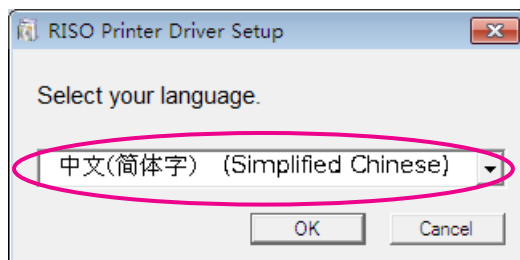 RISO Printer Driver Setup
Select your language.
中文(简体字) (Simplified Chinese)
OK Cancel